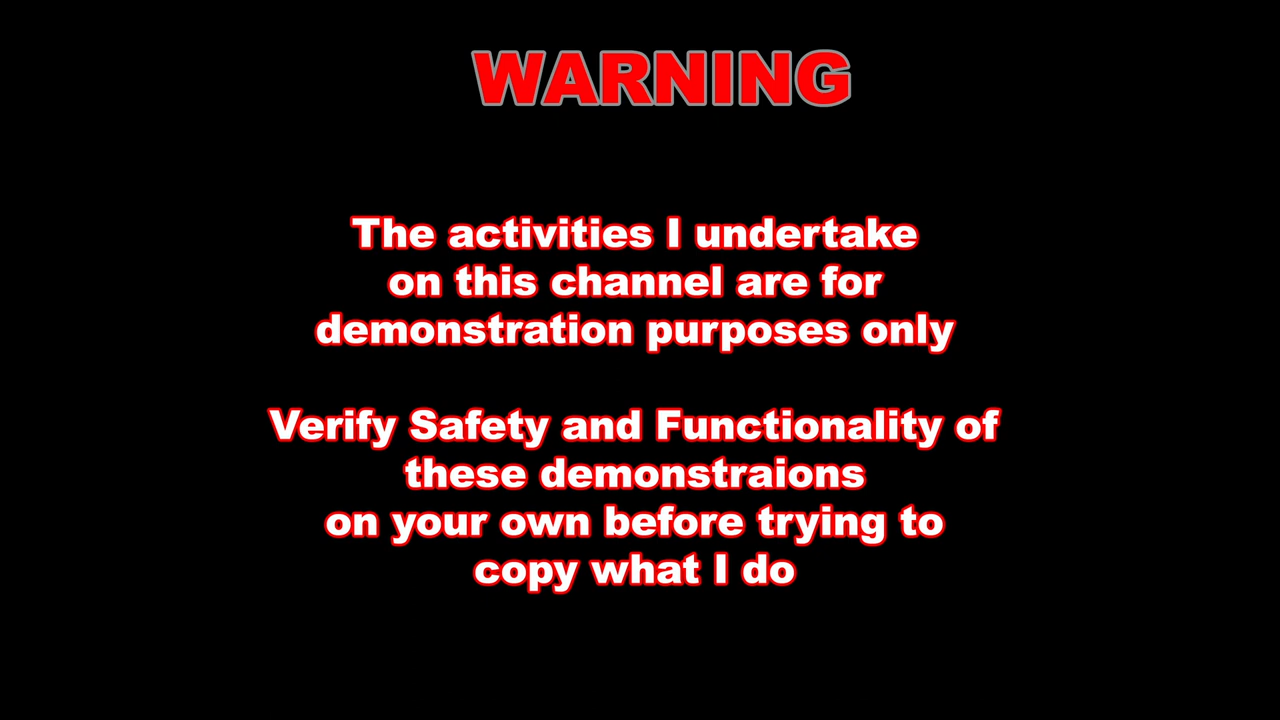 WARNING
The activities I undertake
on this channel are for
demonstration purposes only
Verify Safety and Functionality of
these demonstraions
on your own before trying to
copy what I do